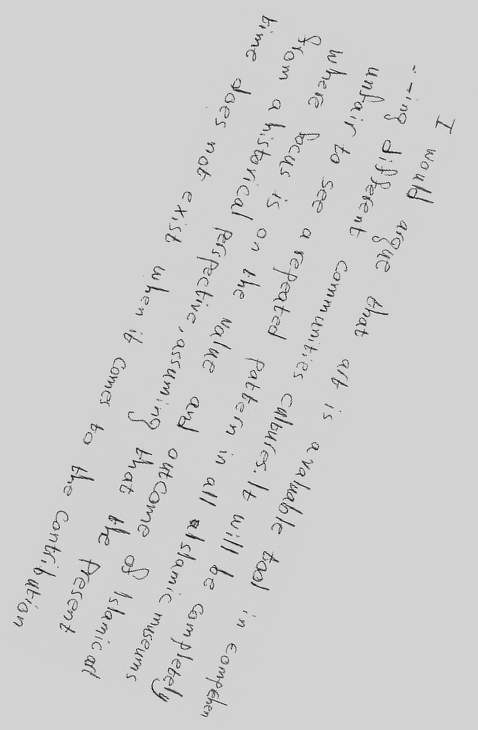 I would argue that art is a valuable tool in comprehen
--ing different communities cultures. It will be completely
unfair to see a repeated pattern in all Islamic museums
where focus is on the value and outcome of Islamic art
from a historical perspective, assuming that the present
time does not exist when it comes to the contribution